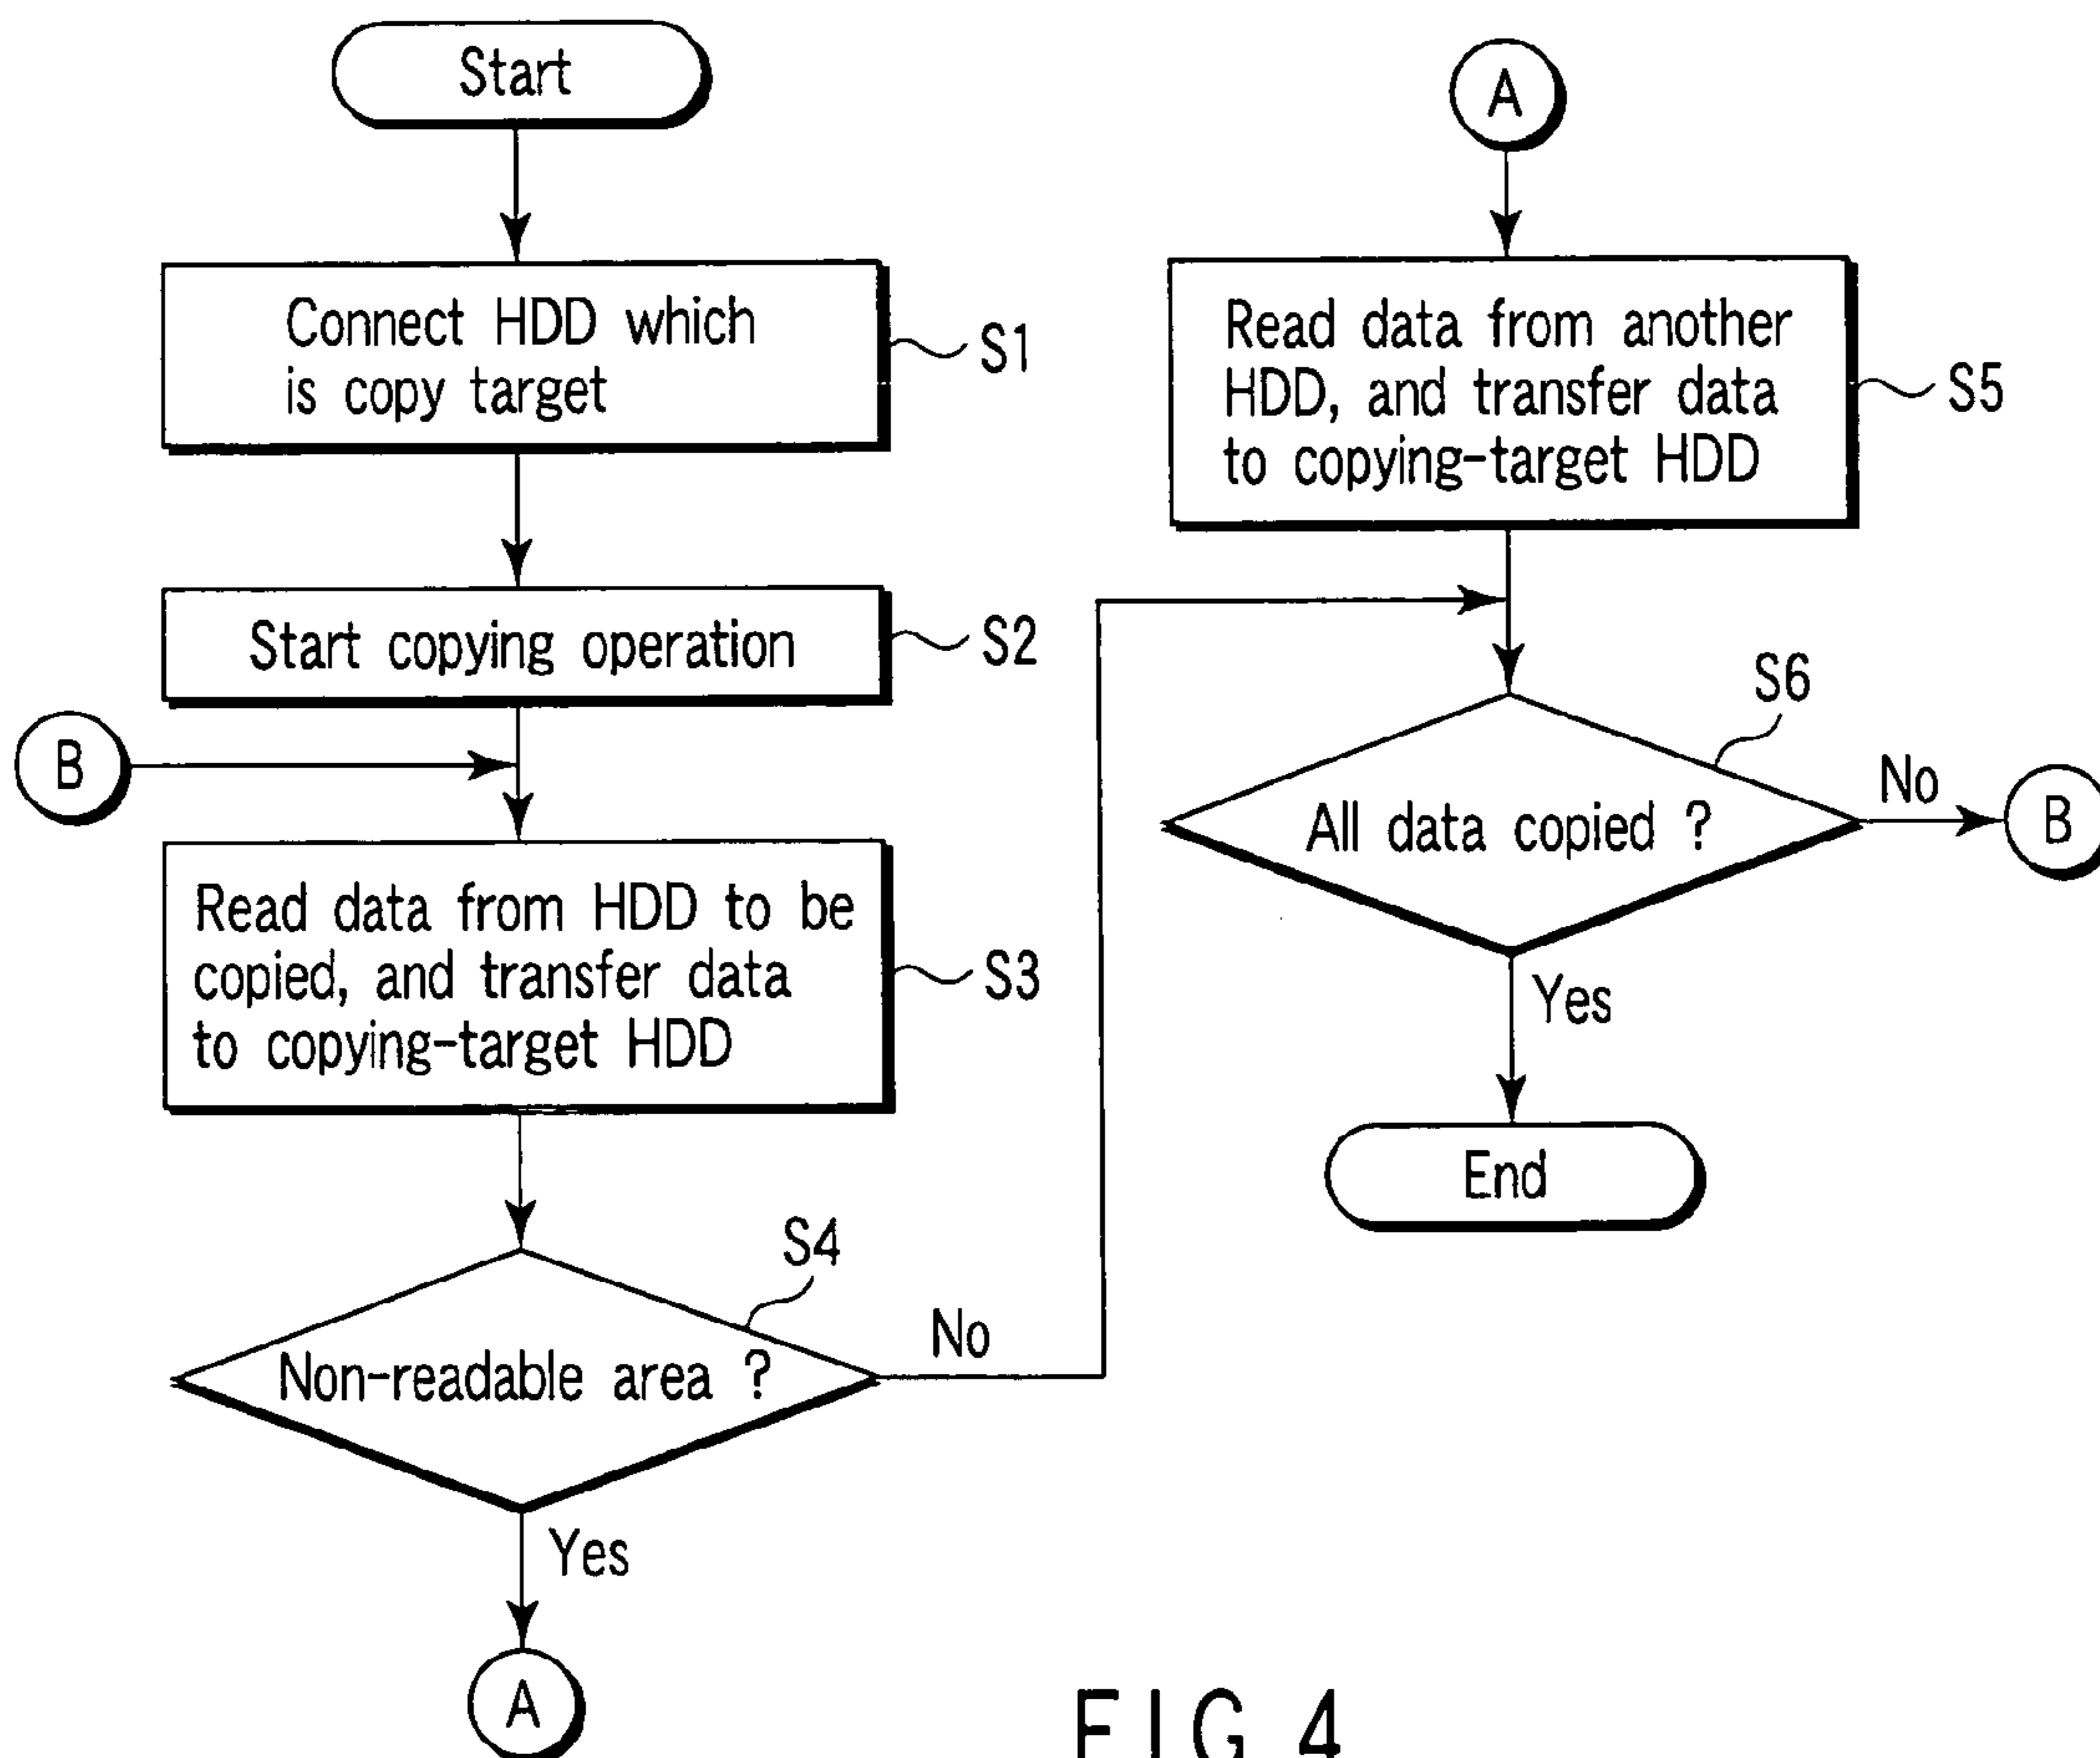 Start
Connect HDD which
is copy target
S1
Start copying operation
S2
B
Read data from HDD to be
copied, and transfer data
to copying-target HDD
S3
S4
Non-readable area ?
No
Yes
A
A
Read data from another
HDD, and transfer data
to copying-target HDD
S5
S6
All data copied ?
No
B
Yes
End
FIG 4